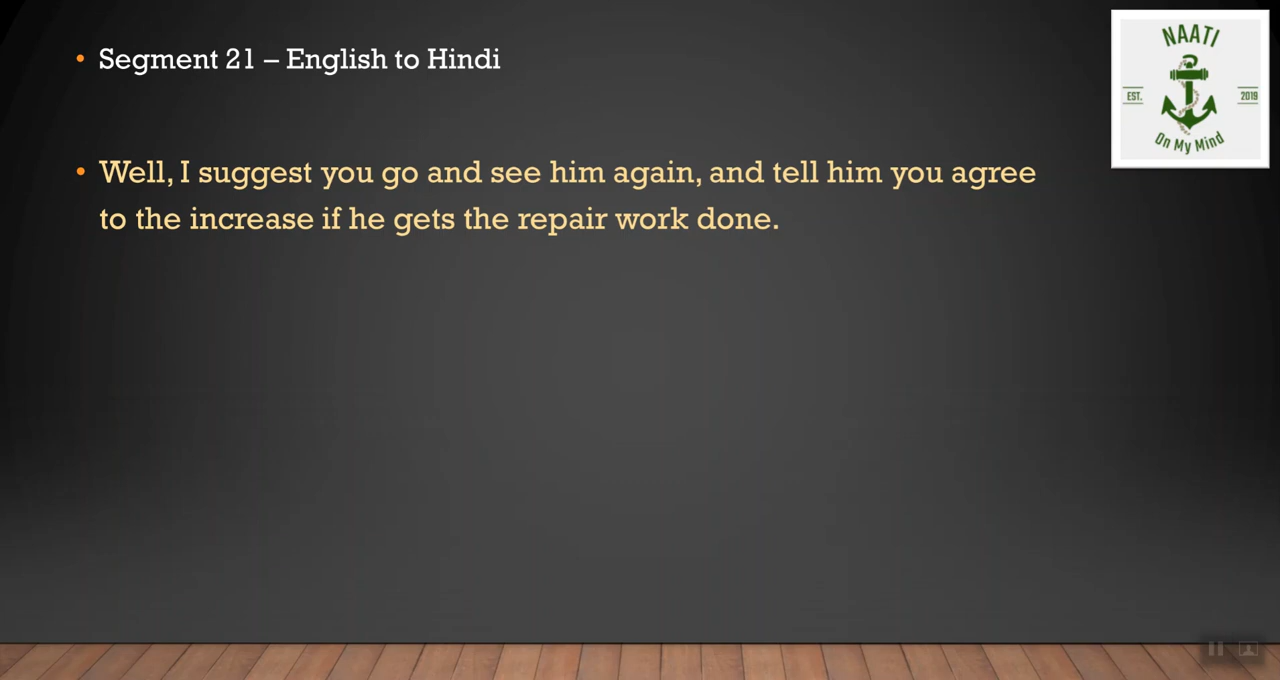 • Segment 21 – English to Hindi
NAATI
EST. 2019
On My Mind
• Well, I suggest you go and see him again, and tell him you agree
to the increase if he gets the repair work done.